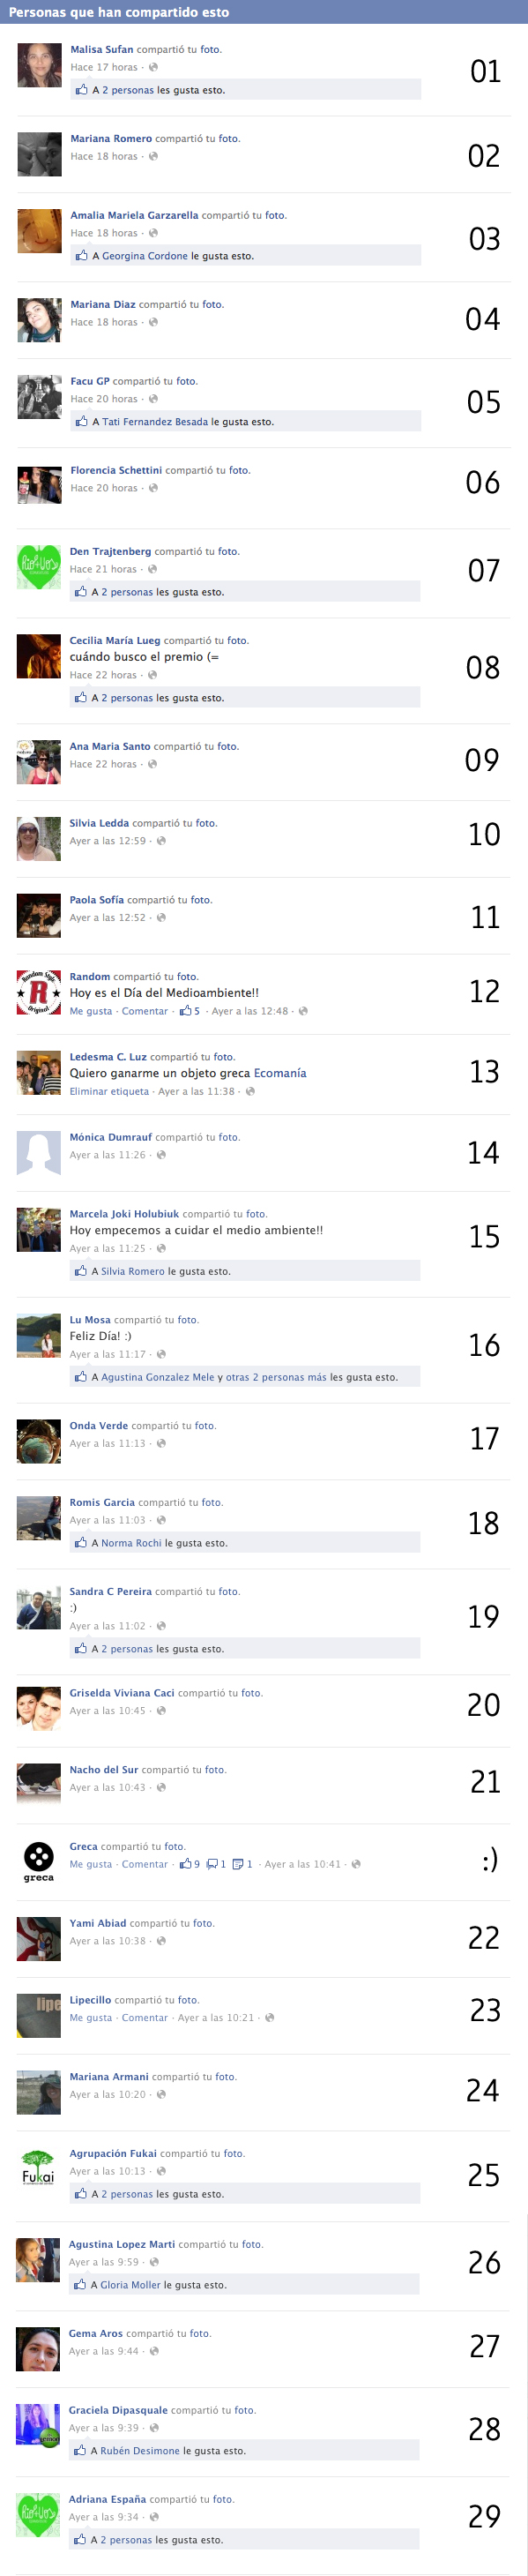 Personas que han compartido esto
Malisa Sufan compartió tu foto.
Hace 17 horas ·
A 2 personas les gusta esto.
01
Mariana Romero compartió tu foto.
Hace 18 horas ·
02
Amalia Mariela Garzarella compartió tu foto.
Hace 18 horas ·
A Georgina Cordone le gusta esto.
03
Mariana Diaz compartió tu foto.
Hace 18 horas ·
04
Facu GP compartió tu foto.
Hace 20 horas ·
A Tati Fernandez Besada le gusta esto.
05
Florencia Schettini compartió tu foto.
Hace 20 horas ·
06
Den Trajtenberg compartió tu foto.
Hace 21 horas ·
A 2 personas les gusta esto.
07
Cecilia María Lueg compartió tu foto.
cuándo busco el premio (=
Hace 22 horas ·
A 2 personas les gusta esto.
08
Ana Maria Santo compartió tu foto.
Hace 22 horas ·
09
Silvia Ledda compartió tu foto.
Ayer a las 12:59 ·
10
Paola Sofía compartió tu foto.
Ayer a las 12:52 ·
11
Random compartió tu foto.
Hoy es el Día del Medioambiente!!
Me gusta · Comentar · 5 · Ayer a las 12:48 ·
R
12
Ledesma C. Luz compartió tu foto.
Quiero ganarme un objeto greca Ecomanía
Eliminar etiqueta · Ayer a las 11:38 ·
13
Mónica Dumrauf compartió tu foto.
Ayer a las 11:26 ·
14
Marcela Joki Holubiuk compartió tu foto.
Hoy empecemos a cuidar el medio ambiente!!
Ayer a las 11:25 ·
A Silvia Romero le gusta esto.
15
Lu Mosa compartió tu foto.
Feliz Día! :)
Ayer a las 11:17 ·
A Agustina Gonzalez Mele y otras 2 personas más les gusta esto.
16
Onda Verde compartió tu foto.
Ayer a las 11:13 ·
17
Romis Garcia compartió tu foto.
Ayer a las 11:03 ·
A Norma Rochi le gusta esto.
18
Sandra C Pereira compartió tu foto.
:)
Ayer a las 11:02 ·
A 2 personas les gusta esto.
19
Griselda Viviana Caci compartió tu foto.
Ayer a las 10:45 ·
20
Nacho del Sur compartió tu foto.
Ayer a las 10:43 ·
21
Greca compartió tu foto.
Me gusta · Comentar · 9 1 1 · Ayer a las 10:41 ·
greca
:)
Yami Abiad compartió tu foto.
Ayer a las 10:38 ·
22
Lipecillo compartió tu foto.
Me gusta · Comentar · Ayer a las 10:21 ·
lipe
23
Mariana Armani compartió tu foto.
Ayer a las 10:20 ·
24
Agrupación Fukai compartió tu foto.
Ayer a las 10:13 ·
A 2 personas les gusta esto.
Fukai
25
Agustina Lopez Marti compartió tu foto.
Ayer a las 9:59 ·
A Gloria Moller le gusta esto.
26
Gema Aros compartió tu foto.
Ayer a las 9:44 ·
27
Graciela Dipasquale compartió tu foto.
Ayer a las 9:39 ·
A Rubén Desimone le gusta esto.
28
Adriana España compartió tu foto.
Ayer a las 9:34 ·
A 2 personas les gusta esto.
29